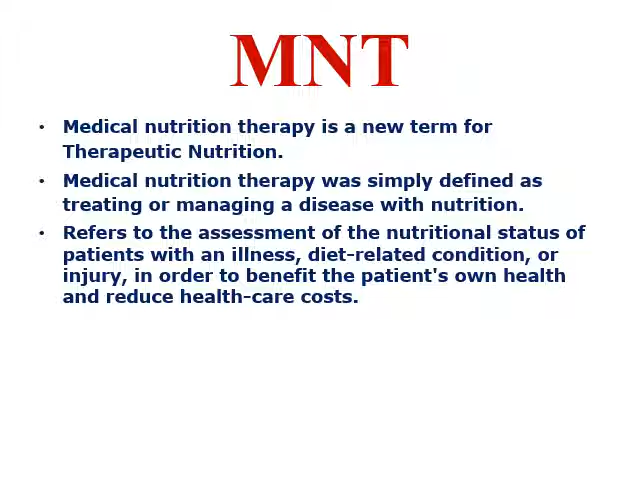 MNT
• Medical nutrition therapy is a new term for
Therapeutic Nutrition.
• Medical nutrition therapy was simply defined as
treating or managing a disease with nutrition.
• Refers to the assessment of the nutritional status of
patients with an illness, diet-related condition, or
injury, in order to benefit the patient's own health
and reduce health-care costs.